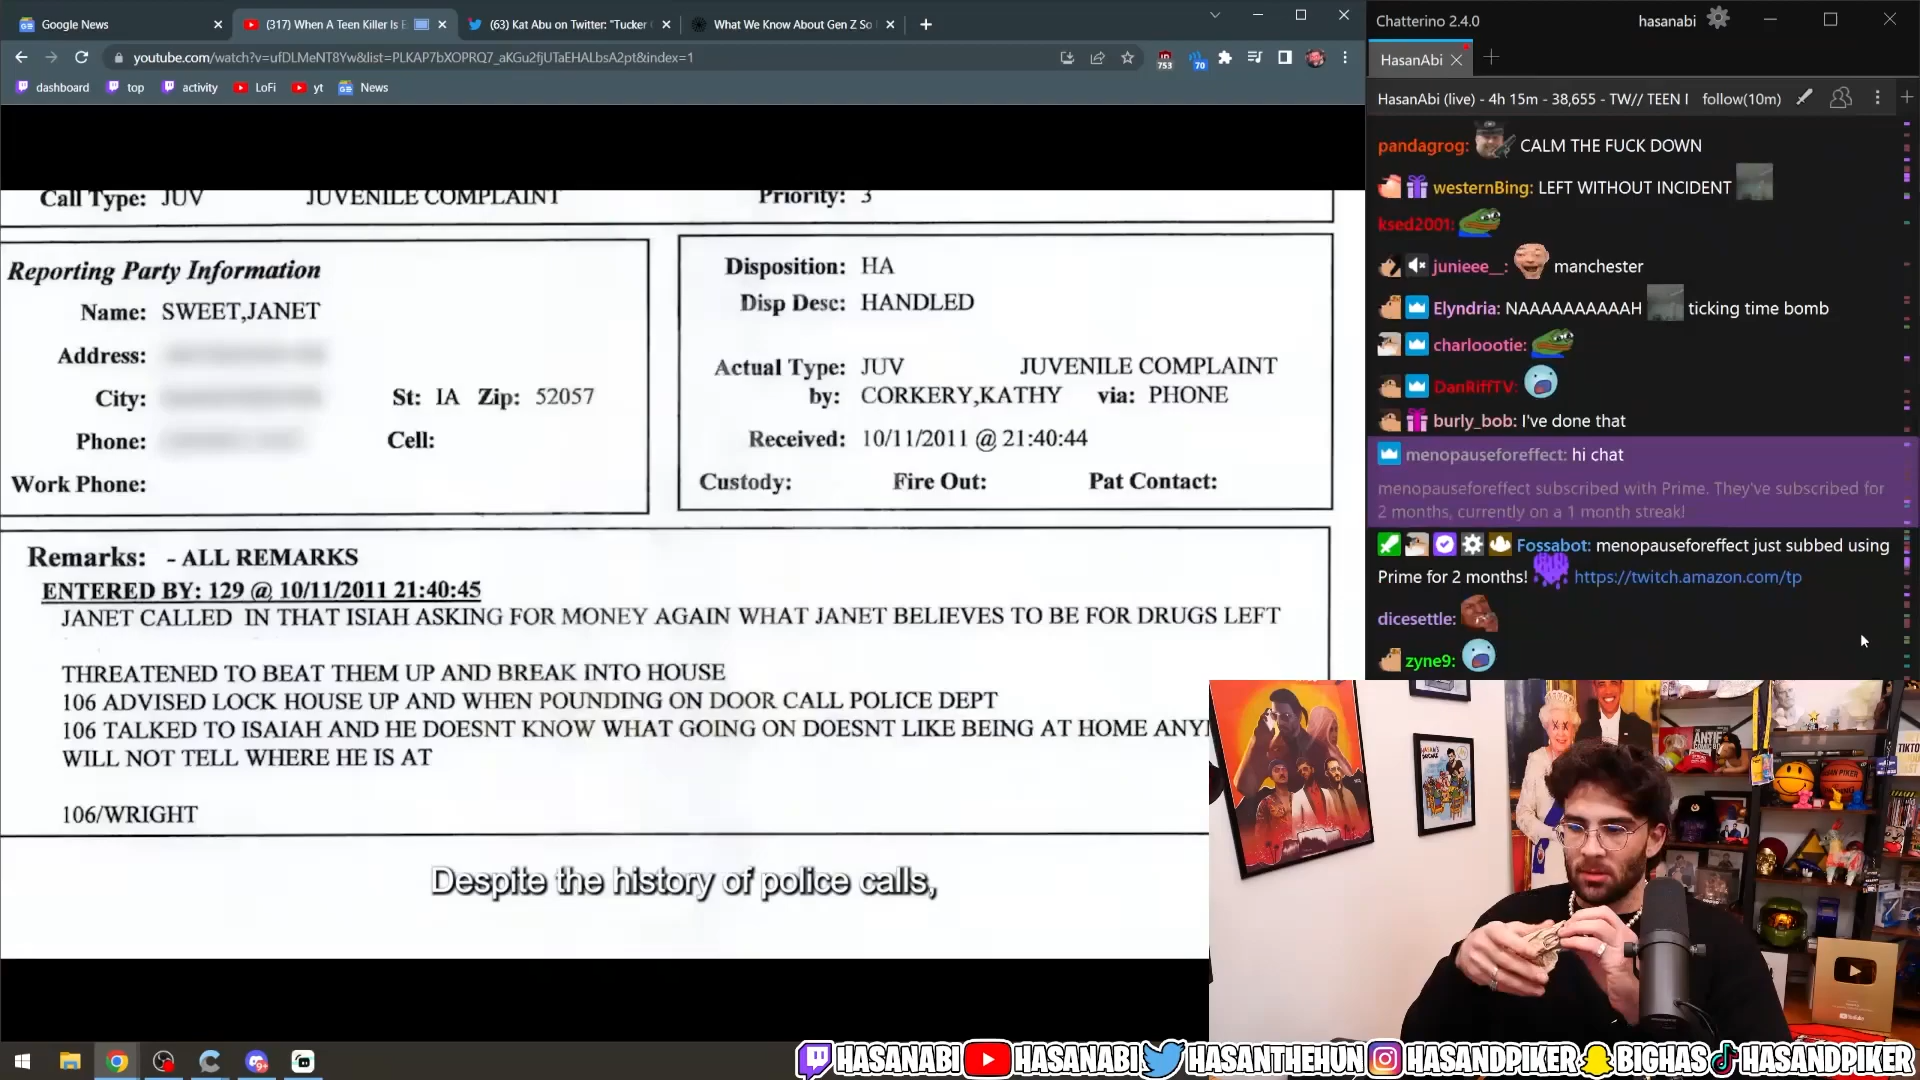 Google News
(317) When A Teen Killer Is
(63) Kat Abu on Twitter: "Tucker
What We Know About Gen Z So
youtube.com/watch?v=ufDLMeNT8Yw&list=PLKAP7bXOPRQ7_aKGu2fjUTaEHALbsA2pt&index=1
753
70
dashboard
top
activity
LoFi
yt
News
Call Type: JUV JUVENILE COMPLAINT Priority: 3
Reporting Party Information
Name: SWEET,JANET
Address:
City: St: IA Zip: 52057
Phone: Cell:
Work Phone:
Disposition: HA
Disp Desc: HANDLED
Actual Type: JUV JUVENILE COMPLAINT
by: CORKERY,KATHY via: PHONE
Received: 10/11/2011 @ 21:40:44
Custody: Fire Out: Pat Contact:
Remarks: - ALL REMARKS
ENTERED BY: 129 @ 10/11/2011 21:40:45
JANET CALLED IN THAT ISIAH ASKING FOR MONEY AGAIN WHAT JANET BELIEVES TO BE FOR DRUGS LEFT
THREATENED TO BEAT THEM UP AND BREAK INTO HOUSE
106 ADVISED LOCK HOUSE UP AND WHEN POUNDING ON DOOR CALL POLICE DEPT
106 TALKED TO ISAIAH AND HE DOESNT KNOW WHAT GOING ON DOESNT LIKE BEING AT HOME ANY
WILL NOT TELL WHERE HE IS AT
106/WRIGHT
Despite the history of police calls,
Chatterino 2.4.0
hasanabi
HasanAbi
HasanAbi (live) - 4h 15m - 38,655 - TW// TEEN I follow(10m)
pandagrog: CALM THE FUCK DOWN
westernBing: LEFT WITHOUT INCIDENT
ksed2001:
junieee__: manchester
Elyndria: NAAAAAAAAAAH ticking time bomb
charloootie:
DanRiffTV:
burly_bob: I've done that
menopauseforeffect: hi chat
menopauseforeffect subscribed with Prime. They've subscribed for
2 months, currently on a 1 month streak!
Fossabot: menopauseforeffect just subbed using
Prime for 2 months! https://twitch.amazon.com/tp
dicesettle:
zyne9:
HASANABI HASANABI HASANTHEHUN HASANDPIKER BIGHAS HASANDPIKER